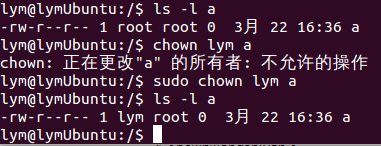 lym@lymUbuntu:/$ ls -l a
-rw-r--r-- 1 root root 0  3月 22 16:36 a
lym@lymUbuntu:/$ chown lym a
chown: 正在更改"a" 的所有者: 不允许的操作
lym@lymUbuntu:/$ sudo chown lym a
lym@lymUbuntu:/$ ls -l a
-rw-r--r-- 1 lym root 0  3月 22 16:36 a
lym@lymUbuntu:/$